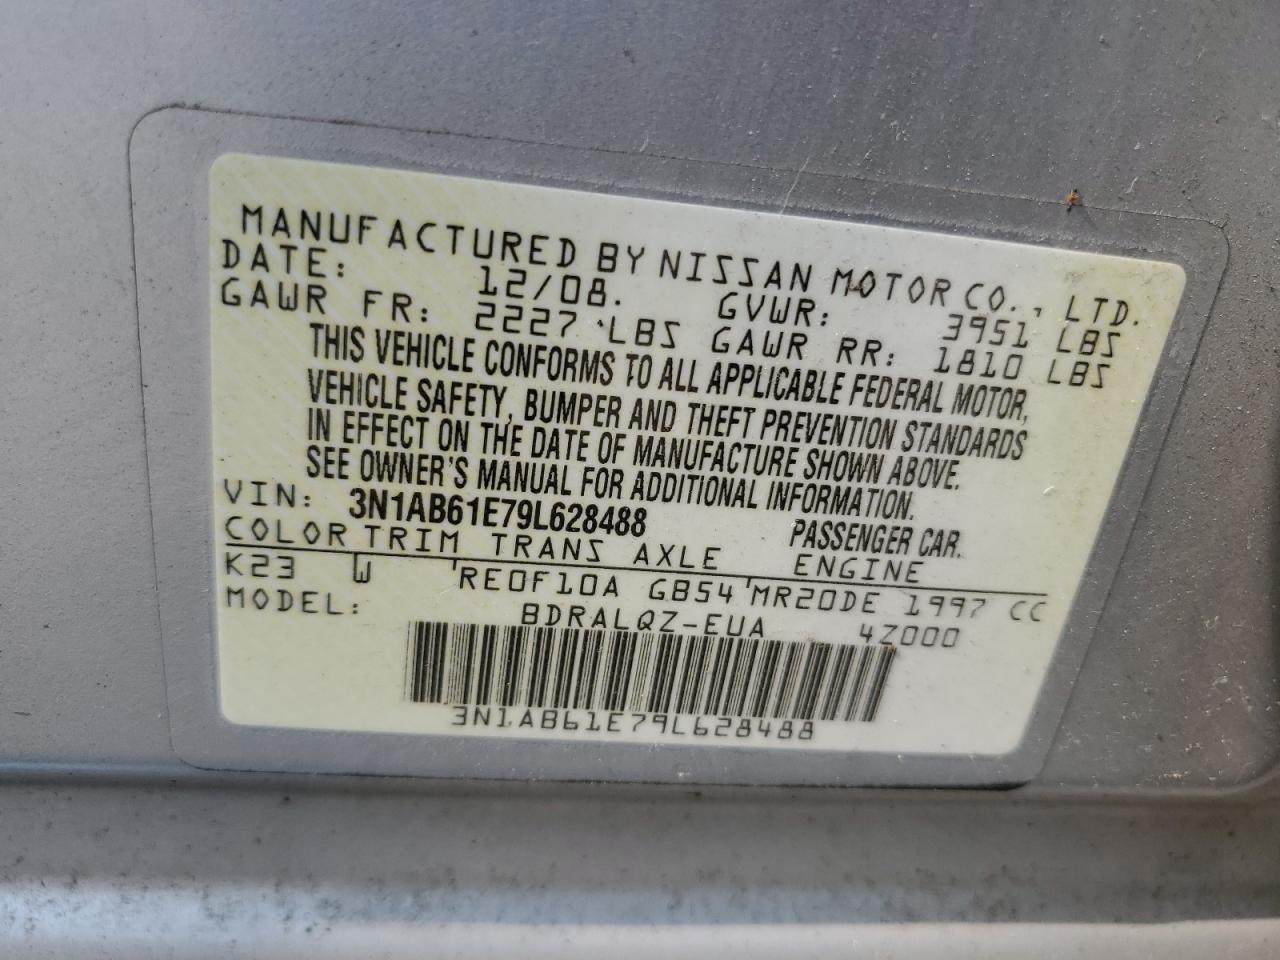 MANUFACTURED BY NISSAN MOTOR CO., LTD.
DATE: 12/08. GVWR: 3951 LBS
GAWR FR: 2227 LBS GAWR RR: 1810 LBS
THIS VEHICLE CONFORMS TO ALL APPLICABLE FEDERAL MOTOR,
VEHICLE SAFETY, BUMPER AND THEFT PREVENTION STANDARDS
IN EFFECT ON THE DATE OF MANUFACTURE SHOWN ABOVE.
SEE OWNER'S MANUAL FOR ADDITIONAL INFORMATION.
VIN: 3N1AB61E79L628488 PASSENGER CAR.
COLOR TRIM TRANS AXLE ENGINE
K23 W RE0F10A GB54 MR20DE 1997 CC
MODEL: BDRALQZ-EUA 4Z000
3N1AB61E79L628488